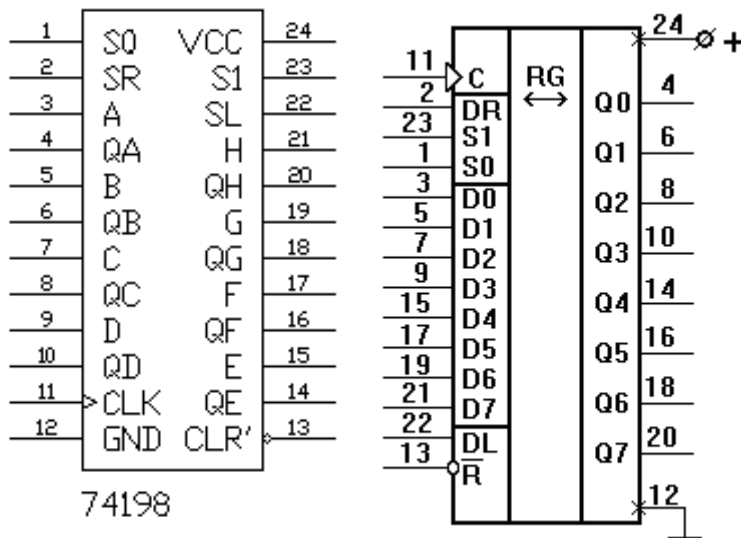 1 SO VCC 24
2 SR S1 23
3 A SL 22
4 QA H 21
5 B QH 20
6 QB G 19
7 C QG 18
8 QC F 17
9 D QF 16
10 QD E 15
11 CLK QE 14
12 GND CLR' 13
74198
24 +
11 C RG
2 DR Q0 4
23 S1
1 S0 Q1 6
3 D0
5 D1 Q2 8
7 D2
9 D3 Q3 10
15 D4 Q4 14
17 D5
19 D6 Q5 16
21 D7 Q6 18
22 DL
13 R Q7 20
12